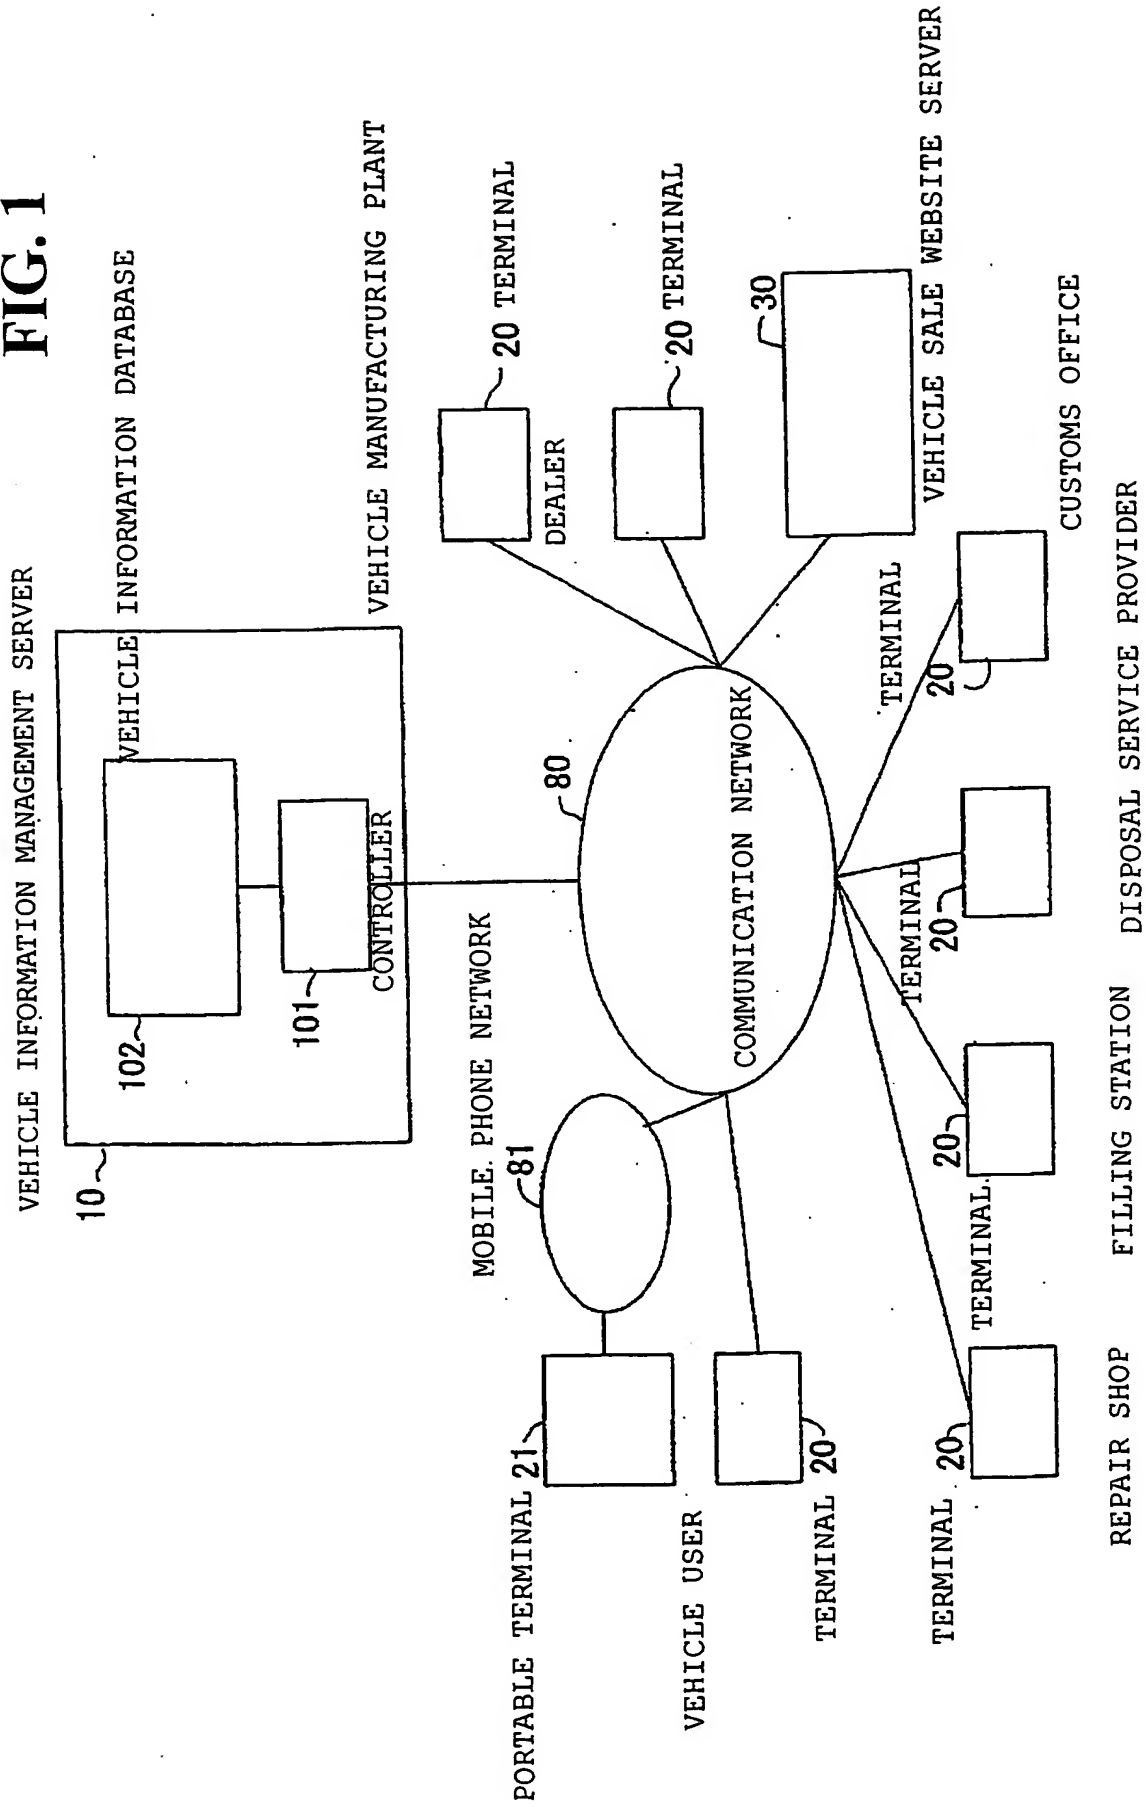 FIG. 1
VEHICLE INFORMATION MANAGEMENT SERVER
10
VEHICLE INFORMATION DATABASE
102
101
CONTROLLER
VEHICLE MANUFACTURING PLANT
MOBILE PHONE NETWORK
81
80
20 TERMINAL
DEALER
20 TERMINAL
30
VEHICLE SALE WEBSITE SERVER
COMMUNICATION NETWORK
PORTABLE TERMINAL 21
VEHICLE USER
TERMINAL 20
TERMINAL
20
TERMINAL
20
TERMINAL
20
TERMINAL
20
CUSTOMS OFFICE
REPAIR SHOP
FILLING STATION
DISPOSAL SERVICE PROVIDER